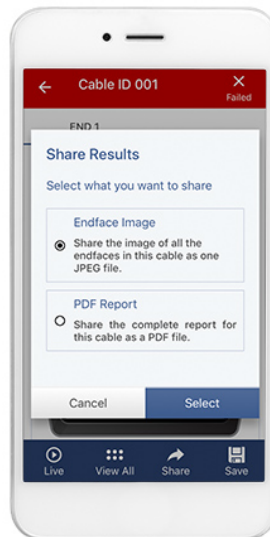 Cable ID 001
Failed
END 1
Share Results
Select what you want to share
Endface Image
Share the image of all the
endfaces in this cable as one
JPEG file.
PDF Report
Share the complete report for
this cable as a PDF file.
Cancel Select
Live View All Share Save